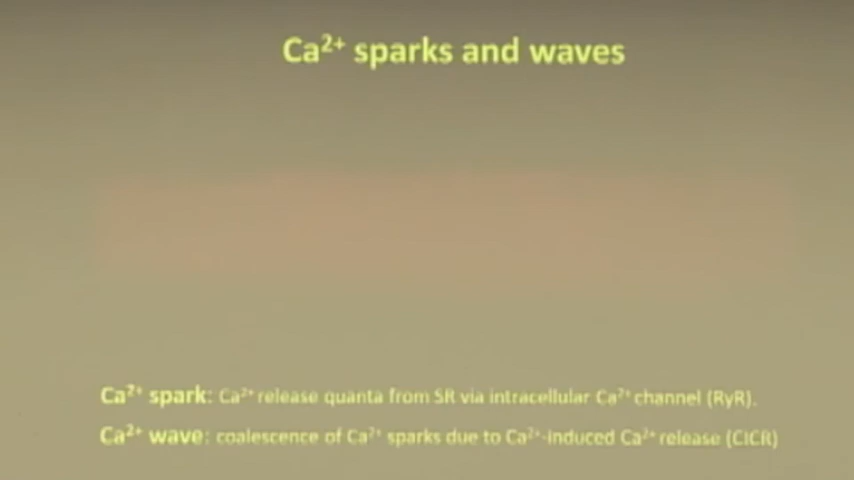 Ca²⁺ sparks and waves
Ca²⁺ spark: Ca²⁺ release quanta from SR via intracellular Ca²⁺ channel (RyR).
Ca²⁺ wave: coalescence of Ca²⁺ sparks due to Ca²⁺-induced Ca²⁺ release (CICR)